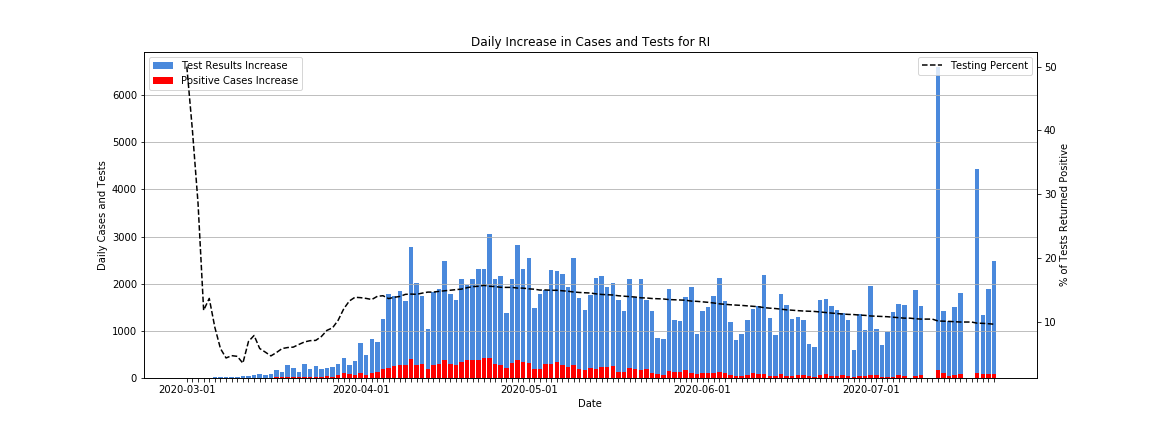 Daily Increase in Cases and Tests for RI
Test Results Increase
Positive Cases Increase
Testing Percent
6000
5000
4000
3000
2000
1000
0
50
40
30
20
10
Daily Cases and Tests
% of Tests Returned Positive
2020-03-01
2020-04-01
2020-05-01
2020-06-01
2020-07-01
Date